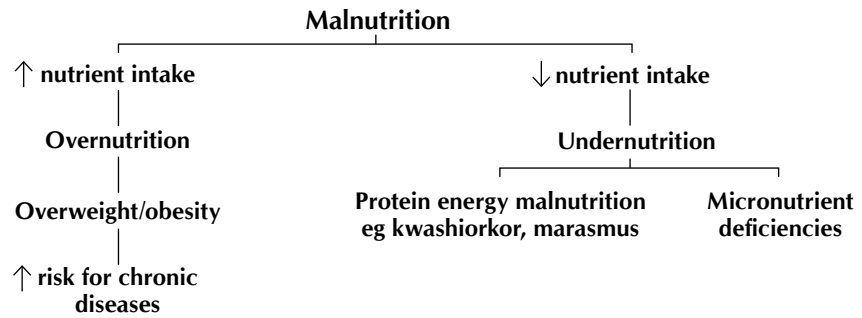 Malnutrition
↑ nutrient intake
↓ nutrient intake
Overnutrition
Undernutrition
Overweight/obesity
Protein energy malnutrition
eg kwashiorkor, marasmus
Micronutrient
deficiencies
↑ risk for chronic
diseases